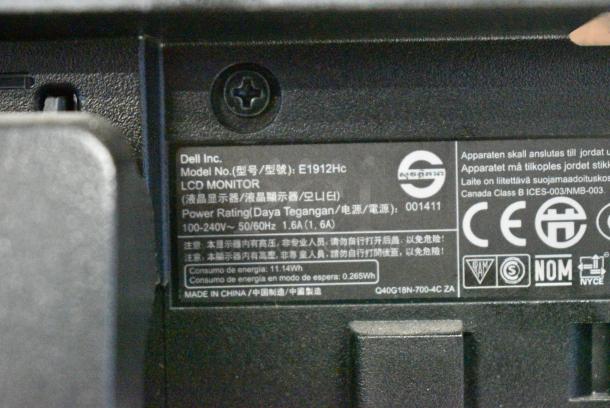 Dell Inc.
Model No.(型号/型號): E1912Hc
LCD MONITOR
(液晶显示器/液晶顯示器/모니터)
Power Rating(Daya Tegangan/电源/電源):
100-240V~ 50/60Hz 1.6A(1,6A)
001411
注意: 本显示器内有高压, 非专业人员, 请勿自行打开后盖, 以免危险!
注意: 本顯示器內有高壓, 非專業人員, 請勿自行打開後蓋, 以免危險!
Consumo de energía: 11.14Wh
Consumo de energía en modo de espera: 0.265Wh
MADE IN CHINA /中国制造/中國製造
Q40G18N-700-4C ZA
Apparaten skall anslutas till jordat u
Apparatet må tilkoples jordet stikk
Laite on liitettävä suojamaadoituskos
Canada Class B ICES-003/NMB-003
CE
NOM
NYCE